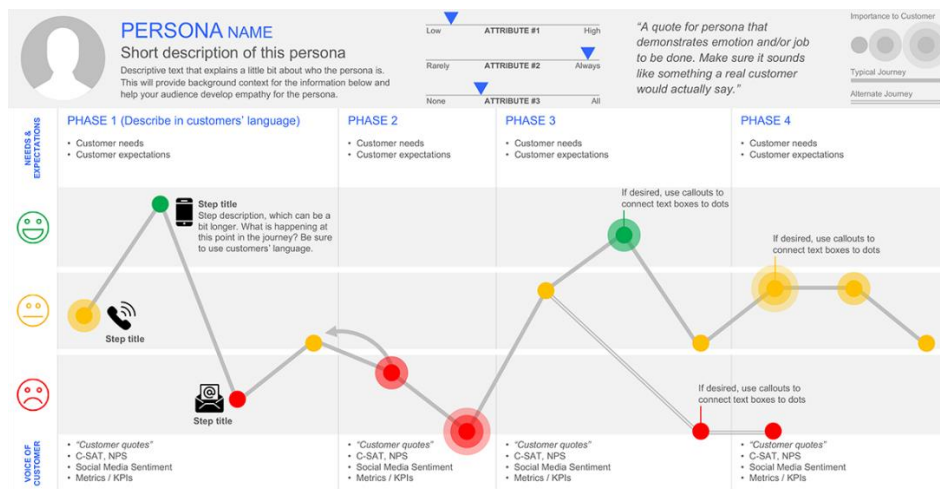 PERSONA NAME
Short description of this persona
Descriptive text that explains a little bit about who the persona is.
This will provide background context for the information below and
help your audience develop empathy for the persona.
Low ATTRIBUTE #1 High
Rarely ATTRIBUTE #2 Always
None ATTRIBUTE #3 All
“A quote for persona that
demonstrates emotion and/or job
to be done. Make sure it sounds
like something a real customer
would actually say.”
Importance to Customer
Typical Journey
Alternate Journey
NEEDS &
EXPECTATIONS
PHASE 1 (Describe in customers’ language)
• Customer needs
• Customer expectations
PHASE 2
• Customer needs
• Customer expectations
PHASE 3
• Customer needs
• Customer expectations
PHASE 4
• Customer needs
• Customer expectations
Step title
Step description, which can be a
bit longer. What is happening at
this point in the journey? Be sure
to use customers’ language.
If desired, use callouts to
connect text boxes to dots
If desired, use callouts to
connect text boxes to dots
Step title
Step title
If desired, use callouts to
connect text boxes to dots
VOICE OF
CUSTOMER
• “Customer quotes”
• C-SAT, NPS
• Social Media Sentiment
• Metrics / KPIs
• “Customer quotes”
• C-SAT, NPS
• Social Media Sentiment
• Metrics / KPIs
• “Customer quotes”
• C-SAT, NPS
• Social Media Sentiment
• Metrics / KPIs
• “Customer quotes”
• C-SAT, NPS
• Social Media Sentiment
• Metrics / KPIs